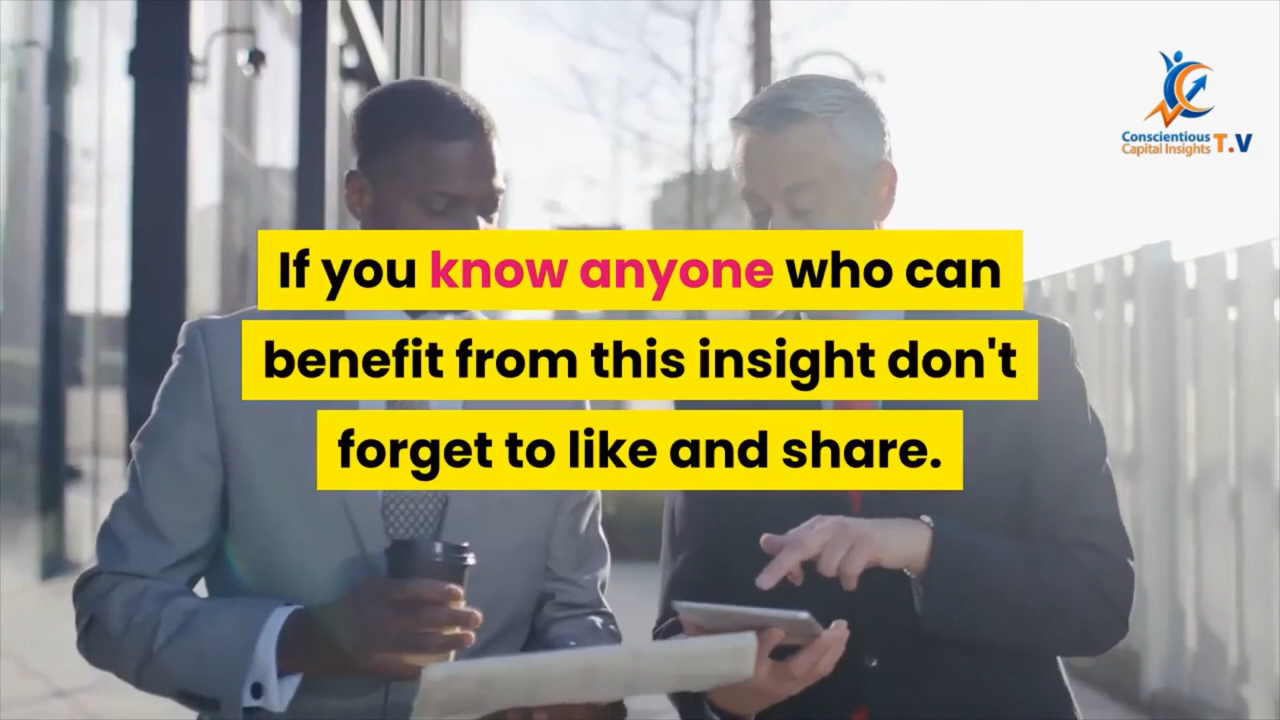 Conscientious
Capital Insights T.V
If you know anyone who can
benefit from this insight don't
forget to like and share.